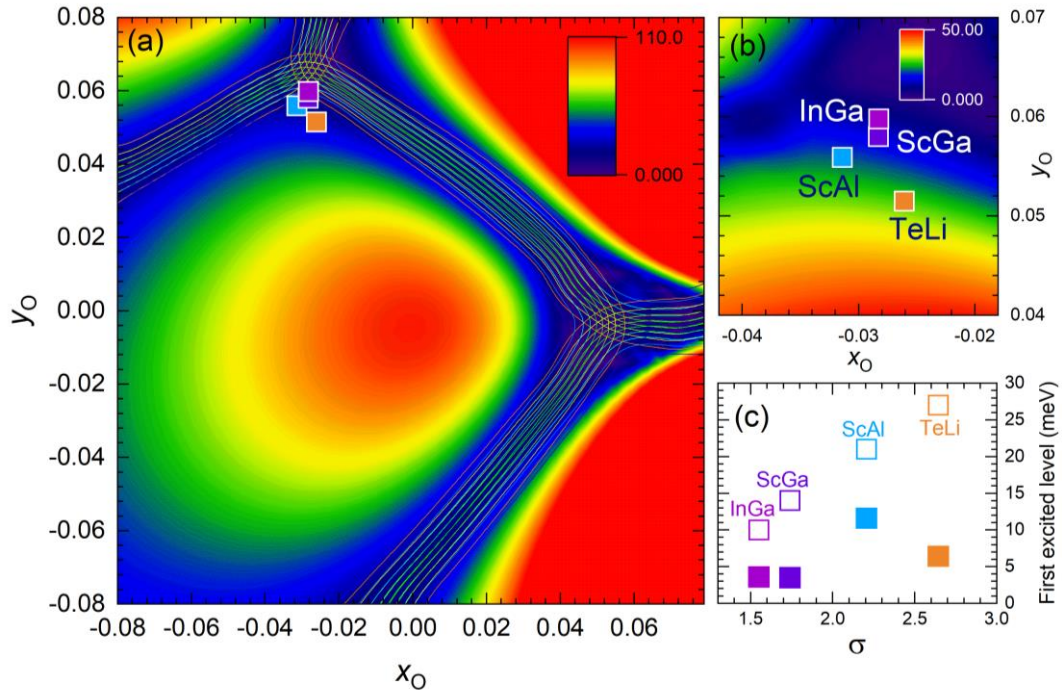 (a)
110.0
0.000
0.08
0.06
0.04
0.02
0.00
-0.02
-0.04
-0.06
-0.08
yO
-0.08 -0.06 -0.04 -0.02 0.00 0.02 0.04 0.06
xO
(b)
50.00
0.000
InGa
ScGa
ScAl
TeLi
0.07
0.06
0.05
0.04
yO
-0.04 -0.03 -0.02
xO
(c)
InGa
ScGa
ScAl
TeLi
30
25
20
15
10
5
0
First excited level (meV)
1.5 2.0 2.5 3.0
σ